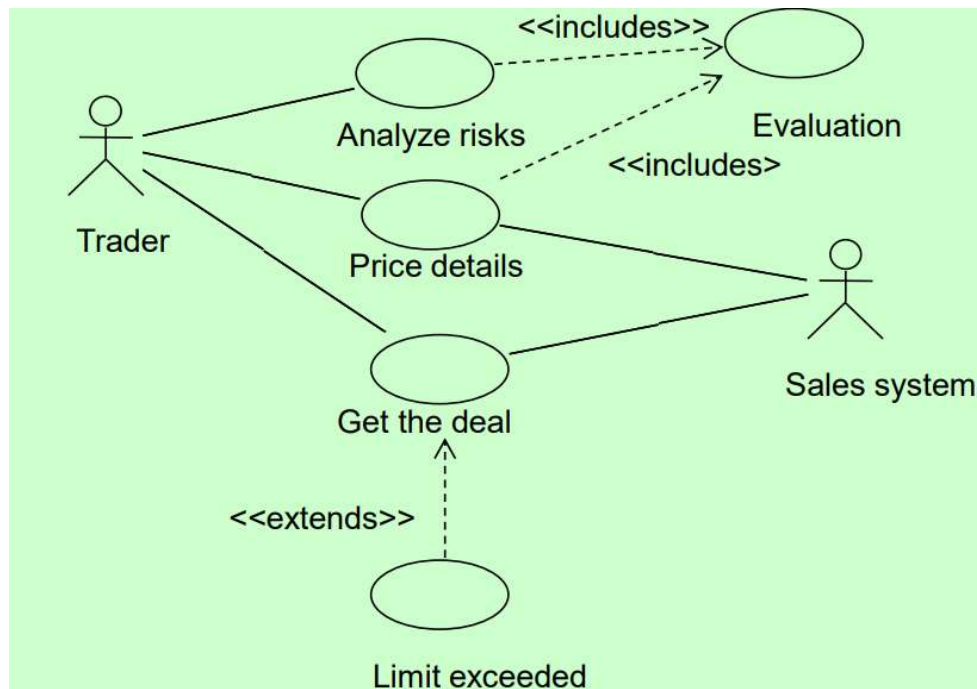 <<includes>>
Analyze risks
Evaluation
<<includes>
Trader
Price details
Sales system
Get the deal
<<extends>>
Limit exceeded